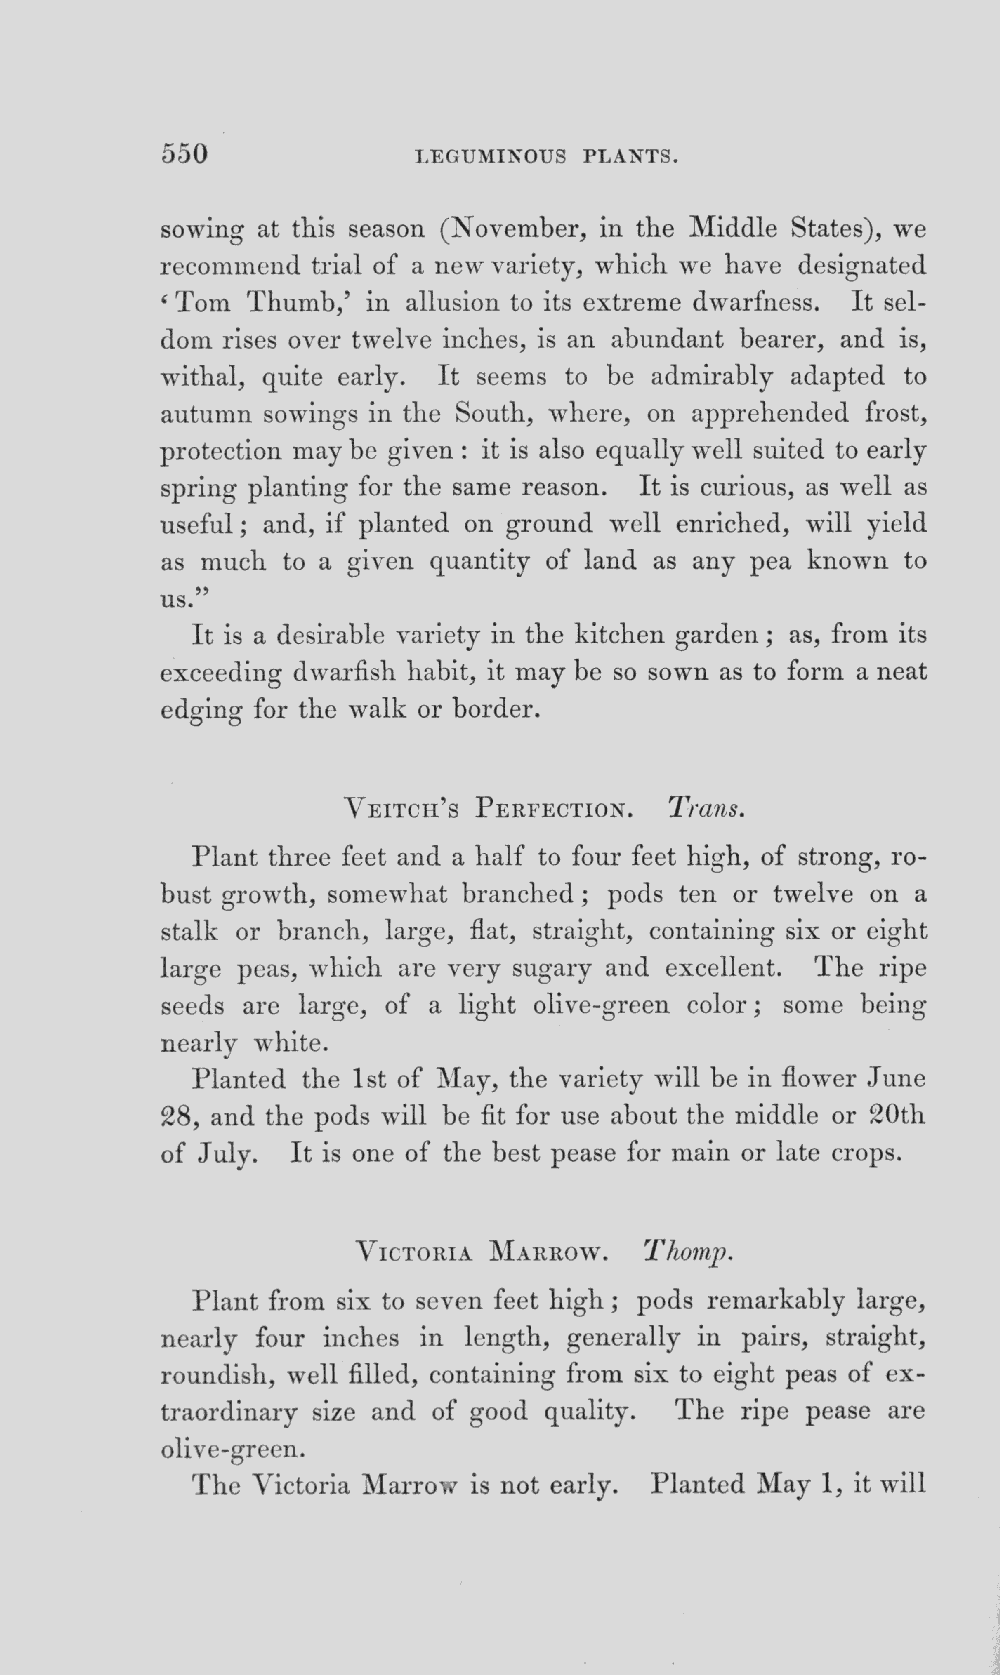 550 LEGUMINOUS PLANTS.
sowing at this season (November, in the Middle States), we
recommend trial of a new variety, which we have designated
‘Tom Thumb,’ in allusion to its extreme dwarfness. It sel-
dom rises over twelve inches, is an abundant bearer, and is,
withal, quite early. It seems to be admirably adapted to
autumn sowings in the South, where, on apprehended frost,
protection may be given : it is also equally well suited to early
spring planting for the same reason. It is curious, as well as
useful ; and, if planted on ground well enriched, will yield
as much to a given quantity of land as any pea known to
us.”
It is a desirable variety in the kitchen garden ; as, from its
exceeding dwarfish habit, it may be so sown as to form a neat
edging for the walk or border.
VEITCH’S PERFECTION. Trans.
Plant three feet and a half to four feet high, of strong, ro-
bust growth, somewhat branched ; pods ten or twelve on a
stalk or branch, large, flat, straight, containing six or eight
large peas, which are very sugary and excellent. The ripe
seeds are large, of a light olive-green color ; some being
nearly white.
Planted the 1st of May, the variety will be in flower June
28, and the pods will be fit for use about the middle or 20th
of July. It is one of the best pease for main or late crops.
VICTORIA MARROW. Thomp.
Plant from six to seven feet high ; pods remarkably large,
nearly four inches in length, generally in pairs, straight,
roundish, well filled, containing from six to eight peas of ex-
traordinary size and of good quality. The ripe pease are
olive-green.
The Victoria Marrow is not early. Planted May 1, it will